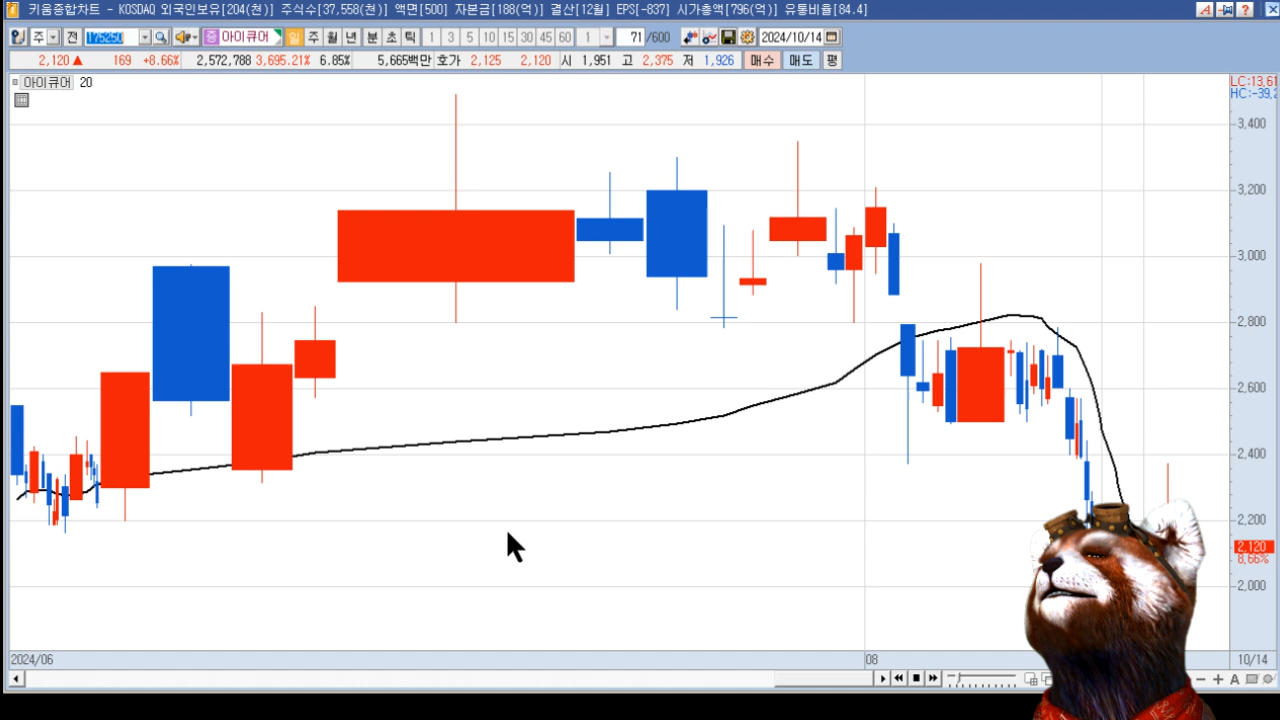 키움종합차트 - KOSDAQ 외국인보유[204(천)] 주식수[37,558(천)] 액면[500] 자본금[188(억)] 결산[12월] EPS[-837] 시가총액[796(억)] 유통비율[84.4]
주 전 175250 증 아이큐어 일 주 월 년 분 초 틱 1 3 5 10 15 30 45 60 1 71 /600 2024/10/14
2,120 ▲ 169 +8.66% 2,572,788 3,695.21% 6.85% 5,665백만 호가 2,125 2,120 시 1,951 고 2,375 저 1,926 매수 매도 평
아이큐어 20
LC:13,61
HC:-39,2
3,400
3,200
3,000
2,800
2,600
2,400
2,200
2,120
8,66%
2,000
2024/06 08 10/14
A